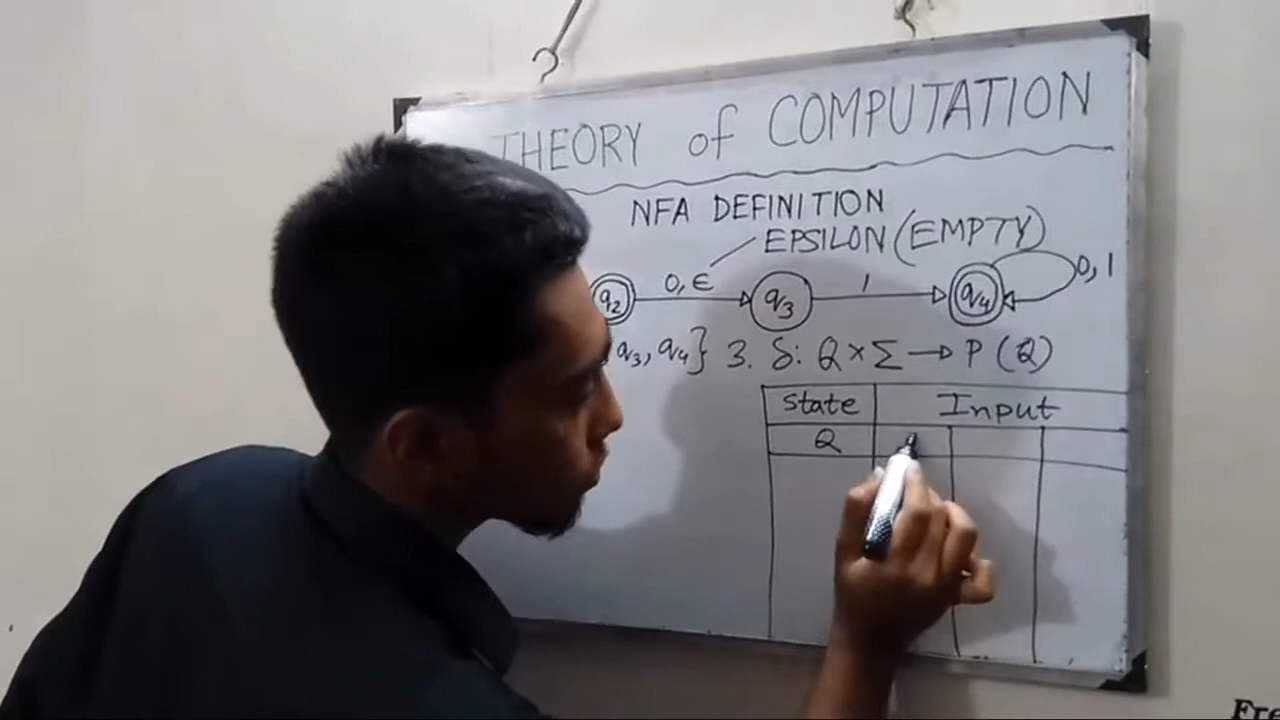 THEORY of COMPUTATION
NFA DEFINITION
EPSILON (EMPTY)
q2 0, ϵ q3 1 q4 0, 1
q3, q4} 3. δ: Q × Σ → P (Q)
State Input
Q